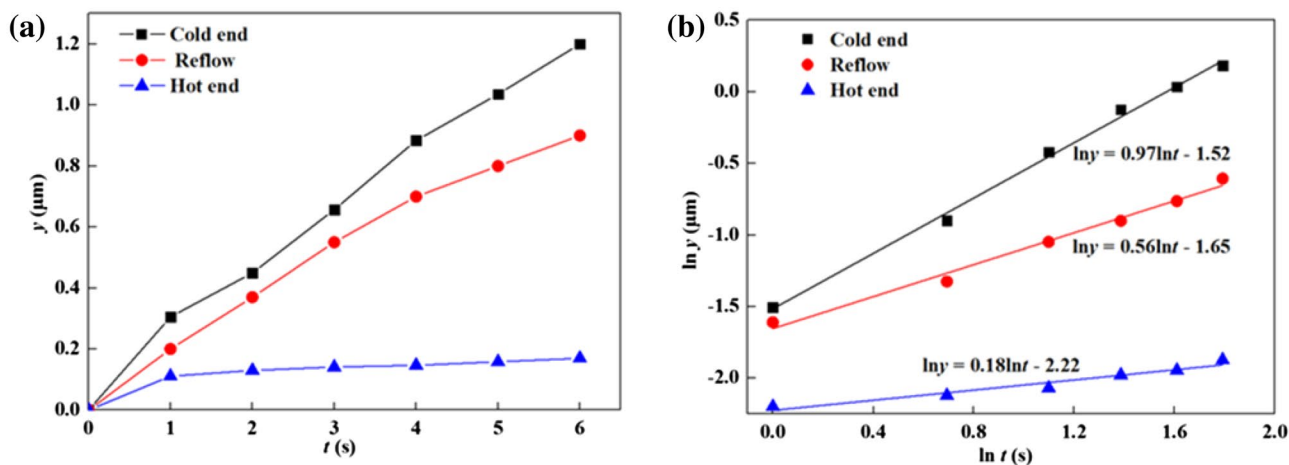 (a)
Cold end
Reflow
Hot end
1.2
1.0
0.8
0.6
0.4
0.2
0.0
y (μm)
0 1 2 3 4 5 6
t (s)
(b)
Cold end
Reflow
Hot end
0.5
0.0
-0.5
-1.0
-1.5
-2.0
ln y (μm)
lny = 0.97lnt - 1.52
lny = 0.56lnt - 1.65
lny = 0.18lnt - 2.22
0.0 0.4 0.8 1.2 1.6 2.0
ln t (s)